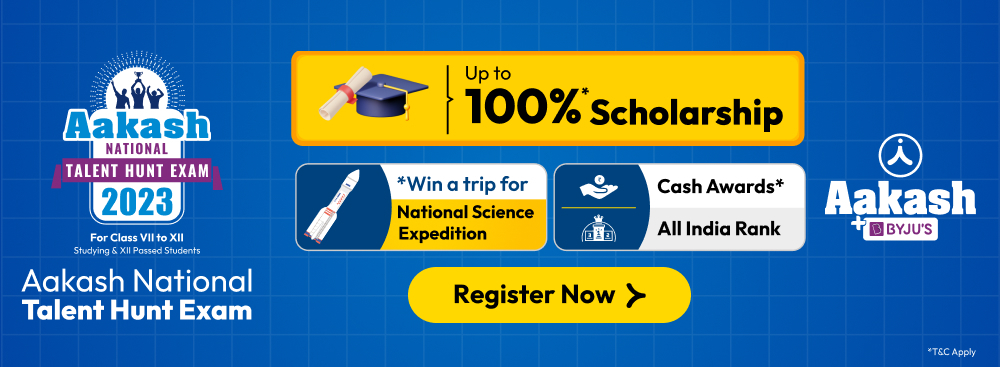 Aakash
NATIONAL
TALENT HUNT EXAM
2023
For Class VII to XII
Studying & XII Passed Students
Aakash National
Talent Hunt Exam
Up to
100%* Scholarship
*Win a trip for
National Science
Expedition
Cash Awards*
All India Rank
Register Now
Aakash
+ B BYJU'S
*T&C Apply